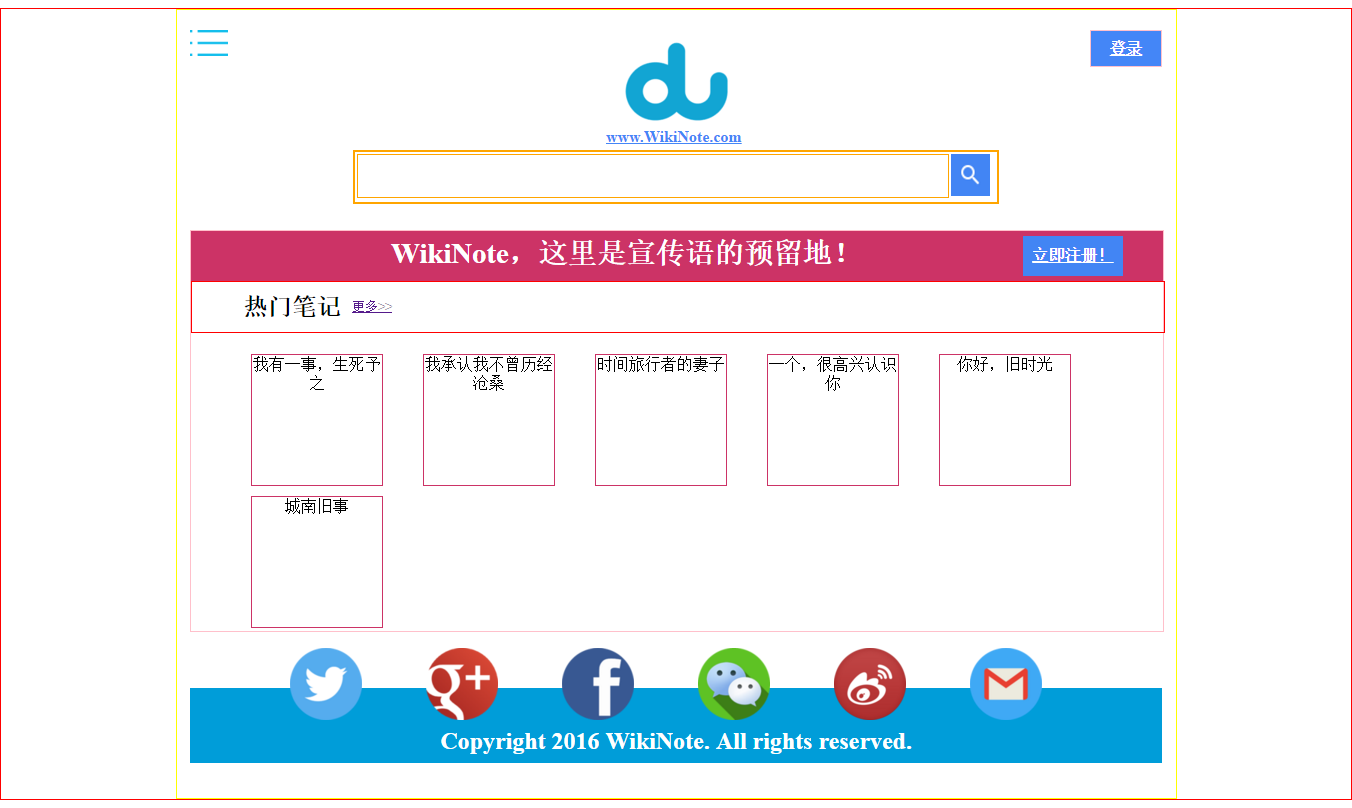 登录
du
www.WikiNote.com
WikiNote，这里是宣传语的预留地！
立即注册！
热门笔记 更多>>
我有一事，生死予
之
我承认我不曾历经
沧桑
时间旅行者的妻子
一个，很高兴认识
你
你好，旧时光
城南旧事
g+
f
Copyright 2016 WikiNote. All rights reserved.